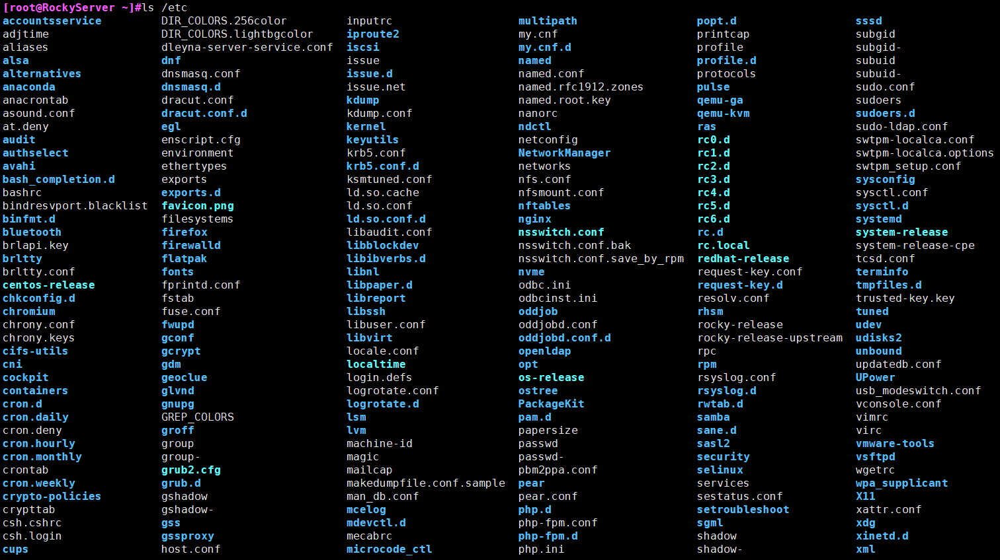 [root@RockyServer ~]#ls /etc
accountsservice DIR_COLORS.256color inputrc multipath popt.d sssd
adjtime DIR_COLORS.lightbgcolor iproute2 my.cnf printcap subgid
aliases dleyna-server-service.conf iscsi my.cnf.d profile subgid-
alsa dnf issue named profile.d subuid
alternatives dnsmasq.conf issue.d named.conf protocols subuid-
anaconda dnsmasq.d issue.net named.rfc1912.zones pulse sudo.conf
anacrontab dracut.conf kdump named.root.key qemu-ga sudoers
asound.conf dracut.conf.d kdump.conf nanorc qemu-kvm sudoers.d
at.deny egl kernel ndctl ras sudo-ldap.conf
audit enscript.cfg keyutils netconfig rc0.d swtpm-localca.conf
authselect environment krb5.conf NetworkManager rc1.d swtpm-localca.options
avahi ethertypes krb5.conf.d networks rc2.d swtpm_setup.conf
bash_completion.d exports ksmtuned.conf nfs.conf rc3.d sysconfig
bashrc exports.d ld.so.cache nfsmount.conf rc4.d sysctl.conf
bindresvport.blacklist favicon.png ld.so.conf nftables rc5.d sysctl.d
binfmt.d filesystems ld.so.conf.d nginx rc6.d systemd
bluetooth firefox libaudit.conf nsswitch.conf rc.d system-release
brlapi.key firewalld libblockdev nsswitch.conf.bak rc.local system-release-cpe
brltty flatpak libibverbs.d nsswitch.conf.save_by_rpm redhat-release tcsd.conf
brltty.conf fonts libnl nvme request-key.conf terminfo
centos-release fprintd.conf libpaper.d odbc.ini request-key.d tmpfiles.d
chkconfig.d fstab libreport odbcinst.ini resolv.conf trusted-key.key
chromium fuse.conf libssh oddjob rhsm tuned
chrony.conf fwupd libuser.conf oddjobd.conf rocky-release udev
chrony.keys gconf libvirt oddjobd.conf.d rocky-release-upstream udisks2
cifs-utils gcrypt locale.conf openldap rpc unbound
cni gdm localtime opt rpm updatedb.conf
cockpit geoclue login.defs os-release rsyslog.conf UPower
containers glvnd logrotate.conf ostree rsyslog.d usb_modeswitch.conf
cron.d gnupg logrotate.d PackageKit rwtab.d vconsole.conf
cron.daily GREP_COLORS lsm pam.d samba vimrc
cron.deny groff lvm papersize sane.d virc
cron.hourly group machine-id passwd sasl2 vmware-tools
cron.monthly group- magic passwd- security vsftpd
crontab grub2.cfg mailcap pbm2ppa.conf selinux wgetrc
cron.weekly grub.d makedumpfile.conf.sample pear services wpa_supplicant
crypto-policies gshadow man_db.conf pear.conf sestatus.conf X11
crypttab gshadow- mcelog php.d setroubleshoot xattr.conf
csh.cshrc gss mdevctl.d php-fpm.conf sgml xdg
csh.login gssproxy mecabrc php-fpm.d shadow xinetd.d
cups host.conf microcode_ctl php.ini shadow- xml